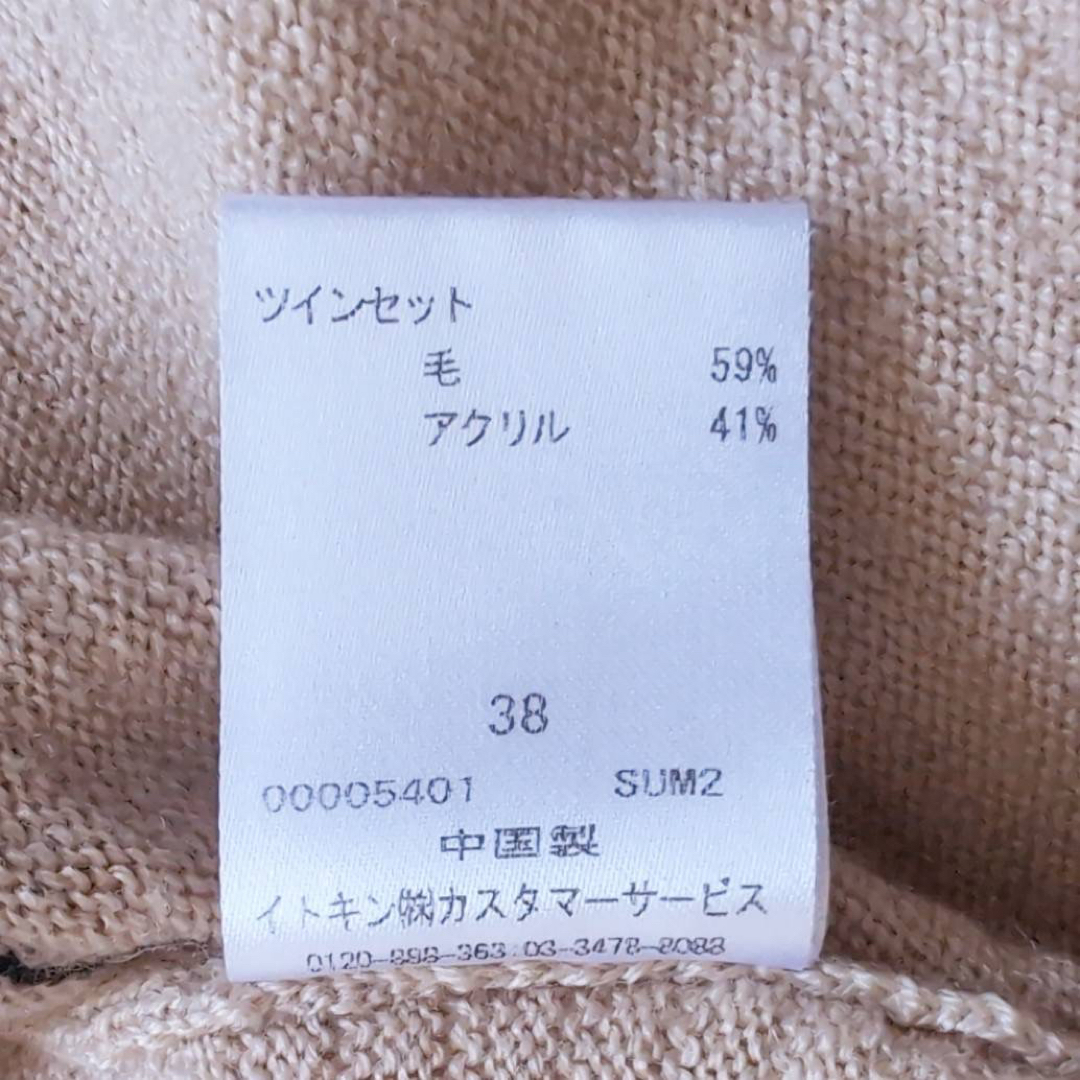 ツインセット
毛 59%
アクリル 41%
38
00005401 SUM2
中国製
イトキン㈱カスタマーサービス
0120-898-363:03-3478-8088